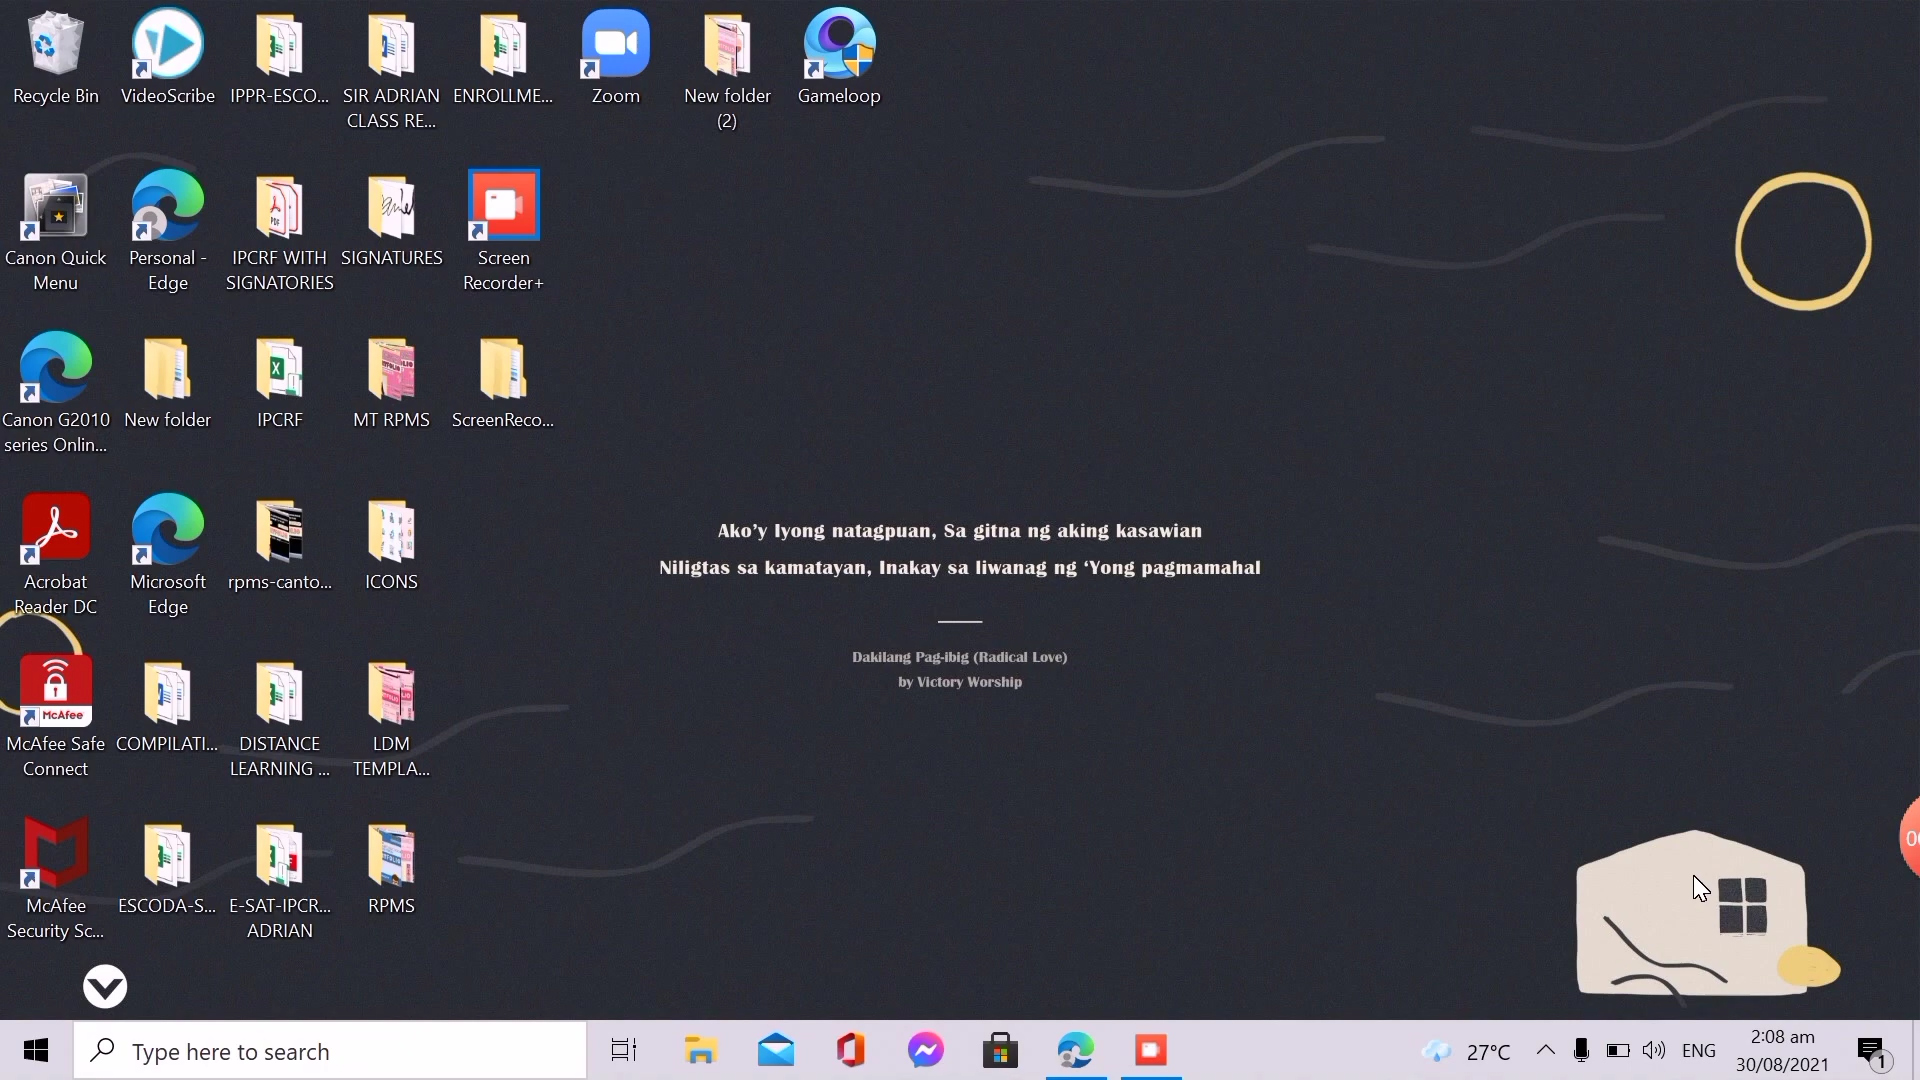 Recycle Bin
VideoScribe
IPPR-ESCO...
SIR ADRIAN
CLASS RE...
ENROLLME...
Zoom
New folder
(2)
Gameloop
Canon Quick
Menu
Personal -
Edge
IPCRF WITH
SIGNATORIES
SIGNATURES
Screen
Recorder+
Canon G2010
series Onlin...
New folder
IPCRF
MT RPMS
ScreenReco...
Acrobat
Reader DC
Microsoft
Edge
rpms-canto...
ICONS
Ako’y Iyong natagpuan, Sa gitna ng aking kasawian
Niligtas sa kamatayan, Inakay sa liwanag ng ‘Yong pagmamahal
Dakilang Pag-ibig (Radical Love)
by Victory Worship
McAfee
McAfee Safe
Connect
COMPILATI...
DISTANCE
LEARNING ...
LDM
TEMPLA...
McAfee
Security Sc...
ESCODA-S...
E-SAT-IPCR...
ADRIAN
RPMS
Type here to search
27°C
ENG
2:08 am
30/08/2021
1